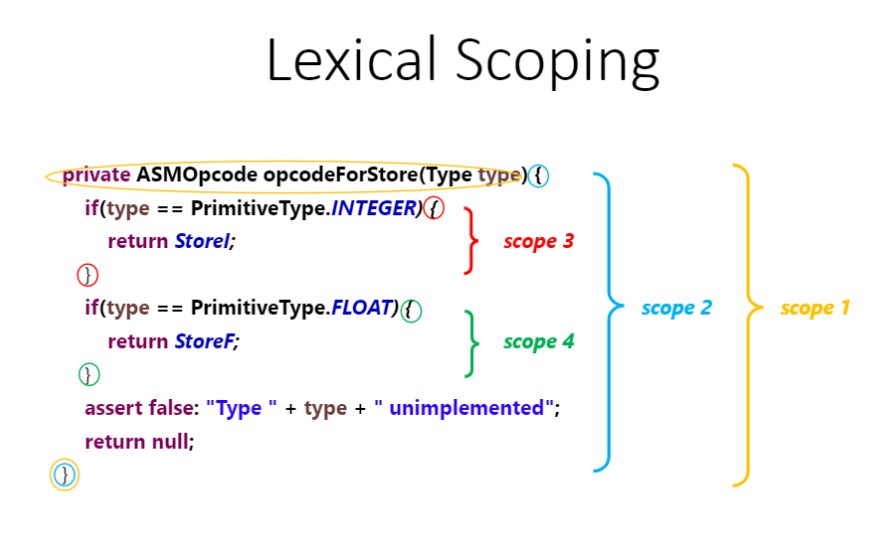 Lexical Scoping
private ASMOpcode opcodeForStore(Type type){
if(type == PrimitiveType.INTEGER){
return StoreI;
scope 3
}
if(type == PrimitiveType.FLOAT){
scope 2
scope 1
return StoreF;
scope 4
}
assert false: "Type " + type + " unimplemented";
return null;
}